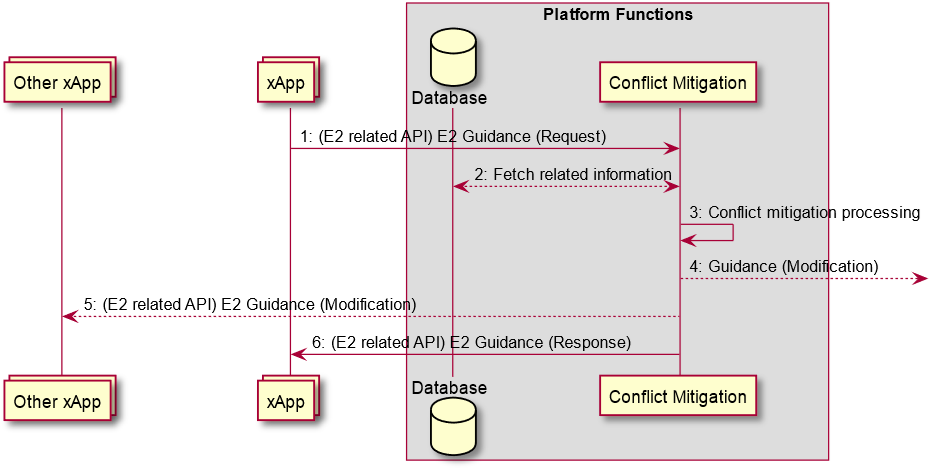 Platform Functions
Other xApp
xApp
Database
Conflict Mitigation
1: (E2 related API) E2 Guidance (Request)
2: Fetch related information
3: Conflict mitigation processing
4: Guidance (Modification)
5: (E2 related API) E2 Guidance (Modification)
6: (E2 related API) E2 Guidance (Response)
Other xApp
xApp
Database
Conflict Mitigation